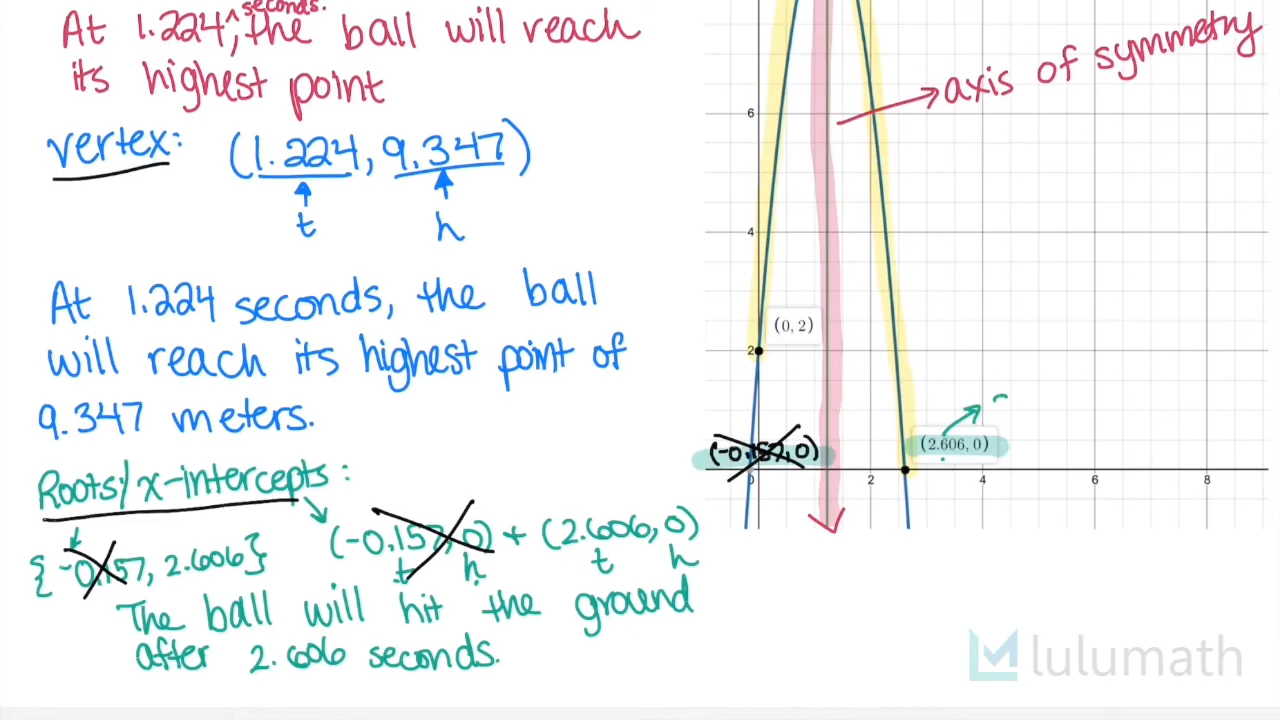 At 1.224^, the ball will reach
seconds.
its highest point
vertex: (1.224, 9.347)
t h
At 1.224 seconds, the ball
will reach its highest point of
9.347 meters.
Roots/x-intercepts:
{-0.157, 2.606}
(-0.157, 0) + (2.606, 0)
t h t h
The ball will hit the ground
after 2.606 seconds.
axis of symmetry
6
4
(0, 2)
2
(-0.157, 0)
(2.606, 0)
0 2 4 6 8
lulumath